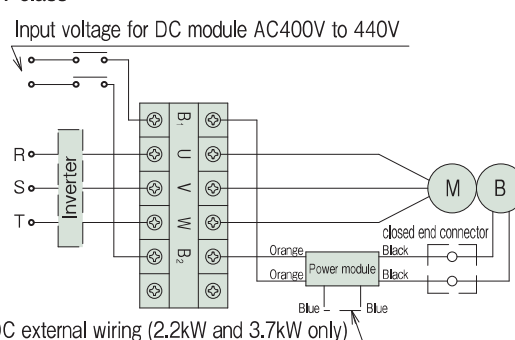 Input voltage for DC module AC400V to 440V
B1
R
U
S
Inverter
V
M
B
T
W
closed end connector
B2
Orange
Black
Power module
Orange
Black
Blue
Blue
DC external wiring (2.2kW and 3.7kW only)